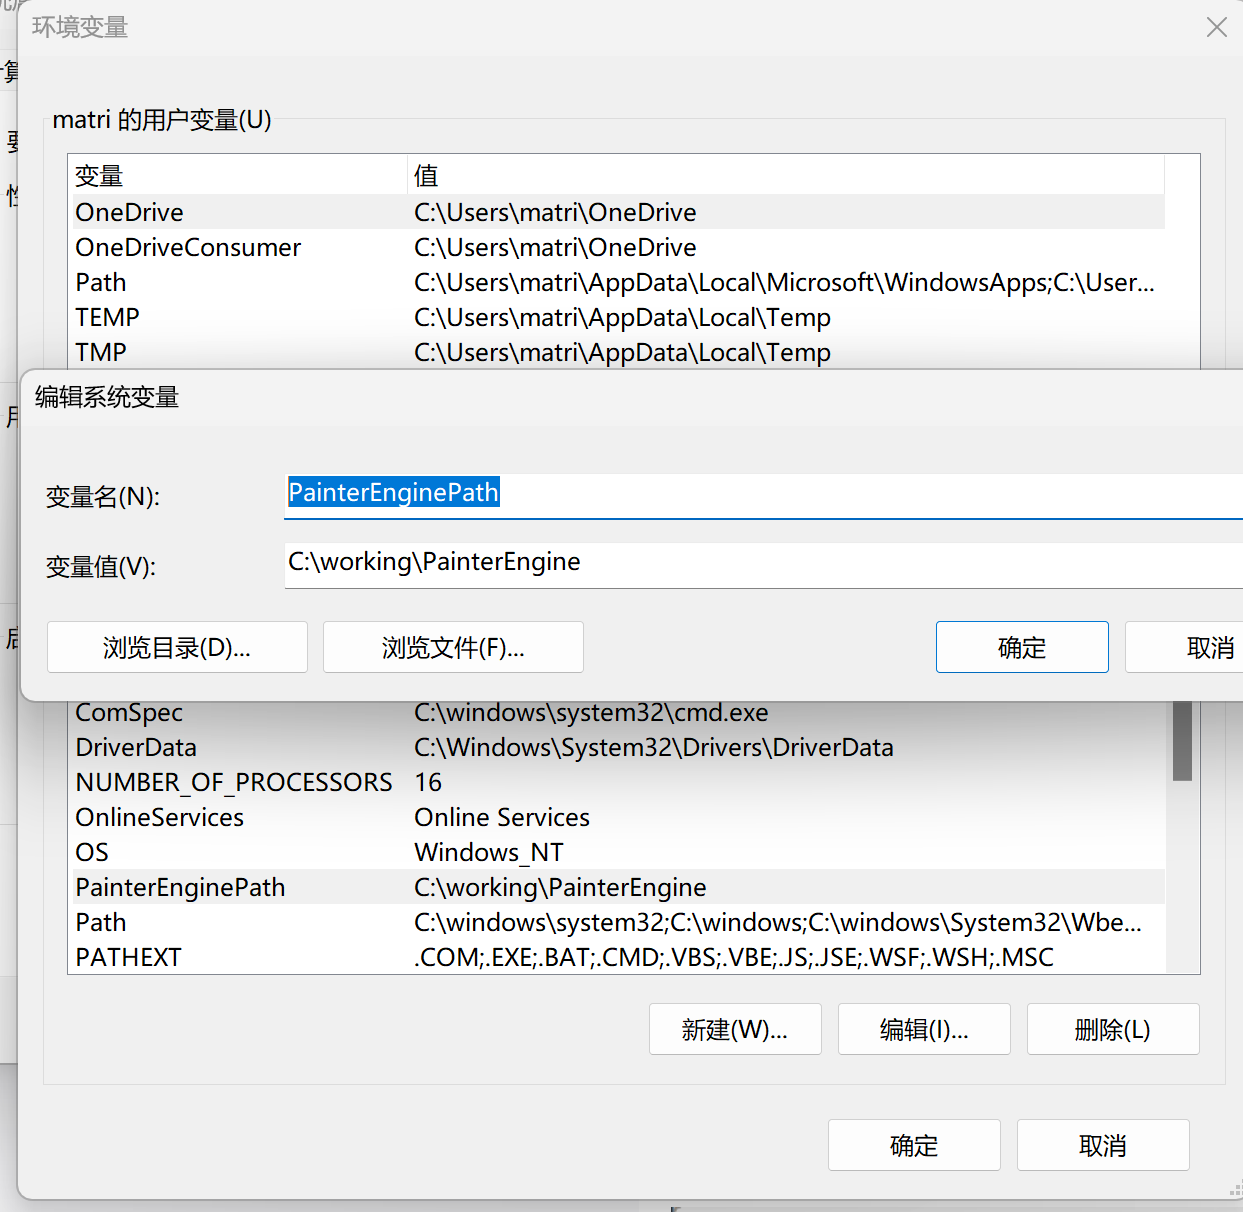 环境变量
matri 的用户变量(U)
变量 值
OneDrive C:\Users\matri\OneDrive
OneDriveConsumer C:\Users\matri\OneDrive
Path C:\Users\matri\AppData\Local\Microsoft\WindowsApps;C:\User...
TEMP C:\Users\matri\AppData\Local\Temp
TMP C:\Users\matri\AppData\Local\Temp
编辑系统变量
变量名(N): PainterEnginePath
变量值(V): C:\working\PainterEngine
浏览目录(D)... 浏览文件(F)... 确定 取消
ComSpec C:\windows\system32\cmd.exe
DriverData C:\Windows\System32\Drivers\DriverData
NUMBER_OF_PROCESSORS 16
OnlineServices Online Services
OS Windows_NT
PainterEnginePath C:\working\PainterEngine
Path C:\windows\system32;C:\windows;C:\windows\System32\Wbe...
PATHEXT .COM;.EXE;.BAT;.CMD;.VBS;.VBE;.JS;.JSE;.WSF;.WSH;.MSC
新建(W)... 编辑(I)... 删除(L)
确定 取消